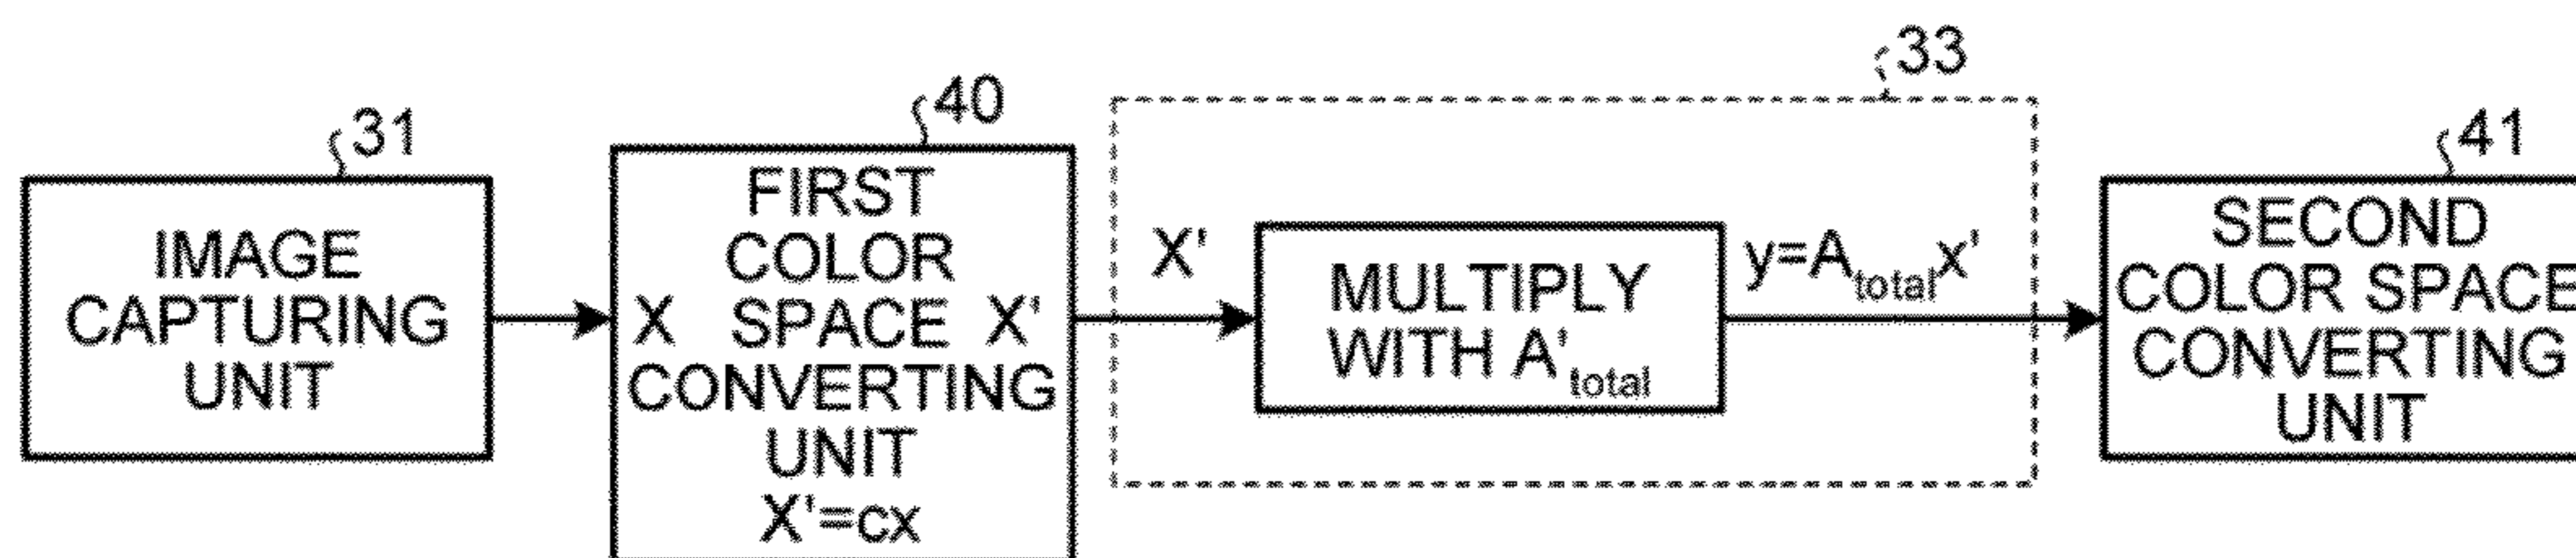 31
IMAGE
CAPTURING
UNIT
40
FIRST
COLOR
X SPACE X'
CONVERTING
UNIT
X'=cx
33
X'
MULTIPLY
WITH A'total
y=Atotalx'
41
SECOND
COLOR SPACE
CONVERTING
UNIT